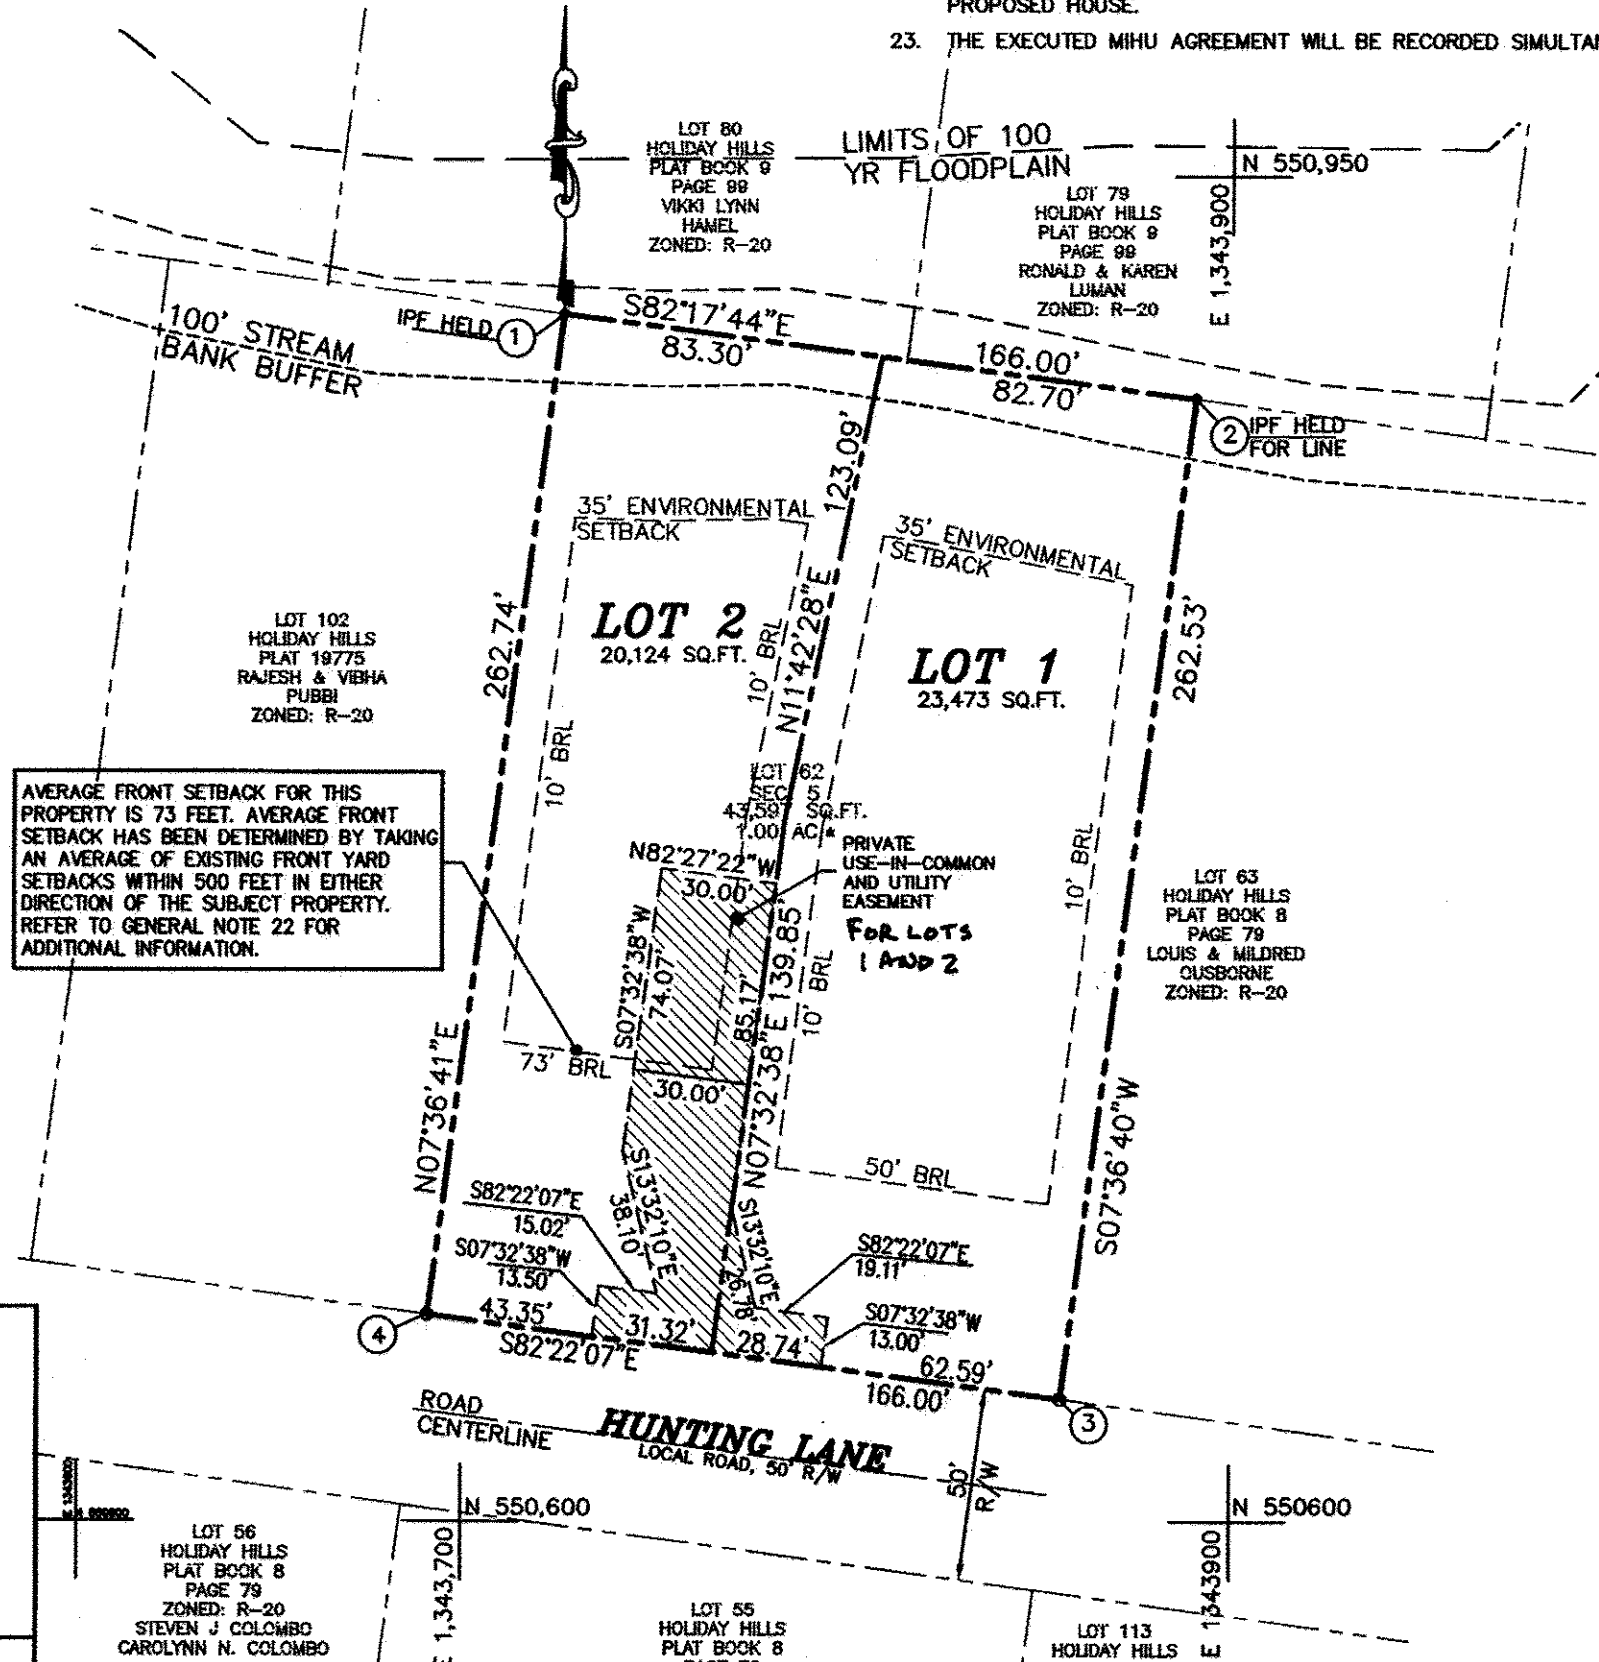 PROPOSED HOUSE.
23. THE EXECUTED MIHU AGREEMENT WILL BE RECORDED
LOT 80
HOLIDAY HILLS
PLAT BOOK 9
PAGE 99
VIKKI LYNN
HAMEL
ZONED: R-20
LIMITS OF 100
YR FLOODPLAIN
N 550,950
E 1,343,900
LOT 79
HOLIDAY HILLS
PLAT BOOK 9
PAGE 99
RONALD & KAREN
LUMAN
ZONED: R-20
100' STREAM
BANK BUFFER
IPF HELD
1
S82°17'44"E
83.30'
166.00'
82.70'
2
IPF HELD
FOR LINE
123.09'
35' ENVIRONMENTAL
SETBACK
35' ENVIRONMENTAL
SETBACK
LOT 2
20,124 SQ.FT.
LOT 1
23,473 SQ.FT.
262.74'
262.53'
10' BRL
N11°42'28"E
10' BRL
LOT 102
HOLIDAY HILLS
PLAT 19775
RAJESH & VIBHA
PUBBI
ZONED: R-20
LOT 62
SEC 5
43,597 SQ.FT.
1.00 AC±
AVERAGE FRONT SETBACK FOR THIS
PROPERTY IS 73 FEET. AVERAGE FRONT
SETBACK HAS BEEN DETERMINED BY TAKING
AN AVERAGE OF EXISTING FRONT YARD
SETBACKS WITHIN 500 FEET IN EITHER
DIRECTION OF THE SUBJECT PROPERTY.
REFER TO GENERAL NOTE 22 FOR
ADDITIONAL INFORMATION.
N82°27'22"W
30.00'
PRIVATE
USE-IN-COMMON
AND UTILITY
EASEMENT
FOR LOTS
1 AND 2
10' BRL
LOT 63
HOLIDAY HILLS
PLAT BOOK 8
PAGE 79
LOUIS & MILDRED
OUSBORNE
ZONED: R-20
S07°32'38"W
74.07'
85.17'
N07°32'38"E 139.85'
10' BRL
73' BRL
30.00'
N07°36'41"E
S07°36'40"W
50' BRL
S82°22'07"E
15.02'
S13°32'10"E
38.10'
S13°32'10"E
26.78'
S82°22'07"E
19.11'
S07°32'38"W
13.50'
S07°32'38"W
13.00'
43.35'
31.32'
28.74'
62.59'
S82°22'07"E
166.00'
4
3
ROAD
CENTERLINE
HUNTING LANE
LOCAL ROAD, 50' R/W
50'
R/W
N 550,600
E 1,343,700
N 550600
E 1343900
LOT 56
HOLIDAY HILLS
PLAT BOOK 8
PAGE 79
ZONED: R-20
STEVEN J COLOMBO
CAROLYNN N. COLOMBO
LOT 55
HOLIDAY HILLS
PLAT BOOK 8
LOT 113
HOLIDAY HILLS